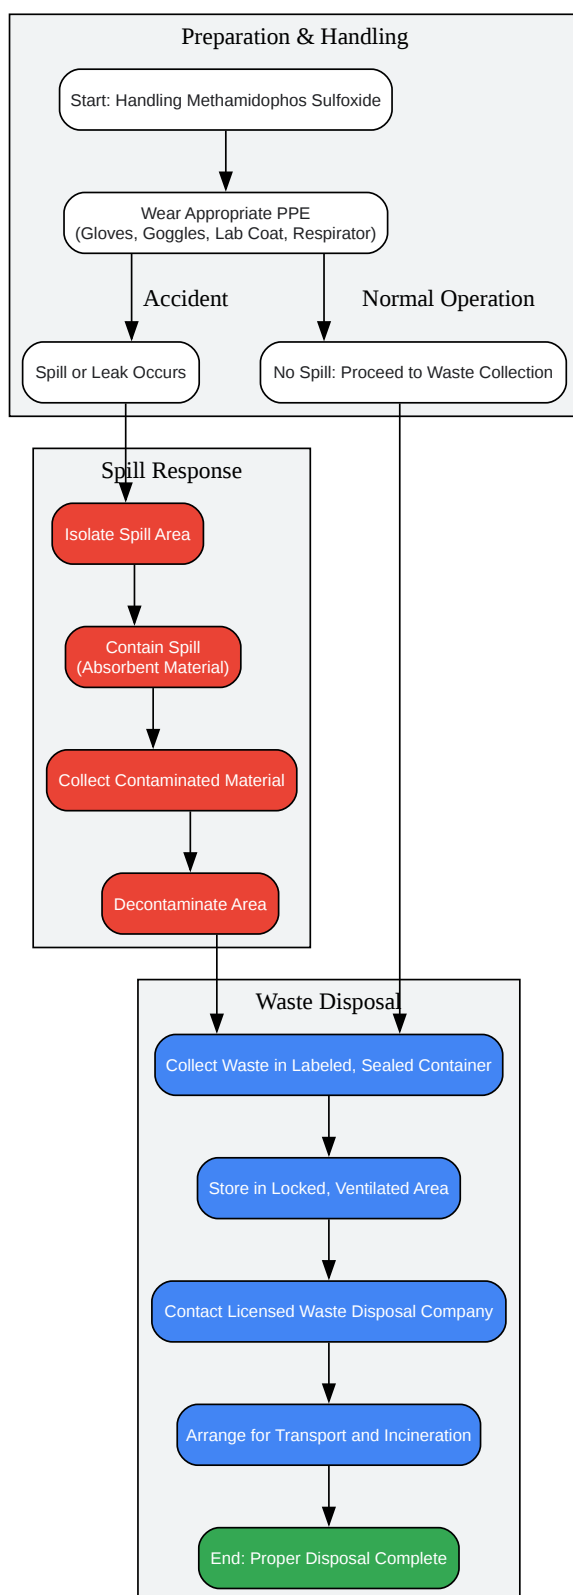 Preparation & Handling
Start: Handling Methamidophos Sulfoxide
Wear Appropriate PPE
(Gloves, Goggles, Lab Coat, Respirator)
Accident
Normal Operation
Spill or Leak Occurs
No Spill: Proceed to Waste Collection
Spill Response
Isolate Spill Area
Contain Spill
(Absorbent Material)
Collect Contaminated Material
Decontaminate Area
Waste Disposal
Collect Waste in Labeled, Sealed Container
Store in Locked, Ventilated Area
Contact Licensed Waste Disposal Company
Arrange for Transport and Incineration
End: Proper Disposal Complete